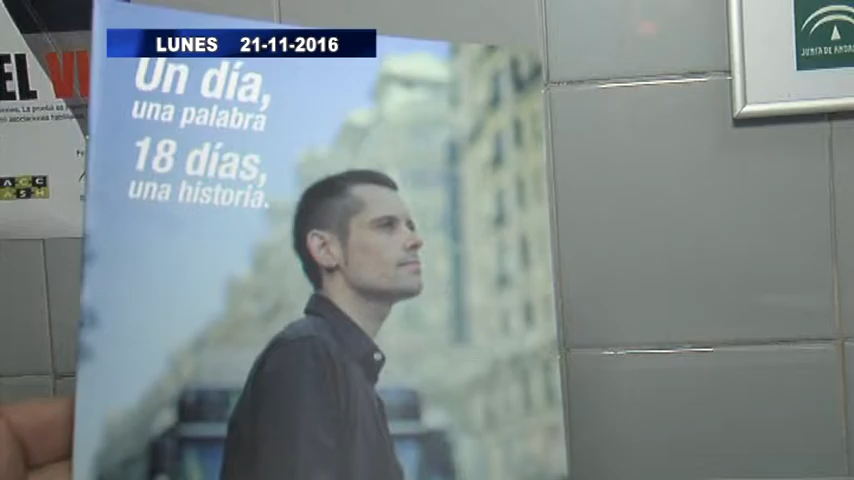 LUNES 21-11-2016
Un día,
una palabra
18 días,
una historia.
EL
JUNTA DE ANDA